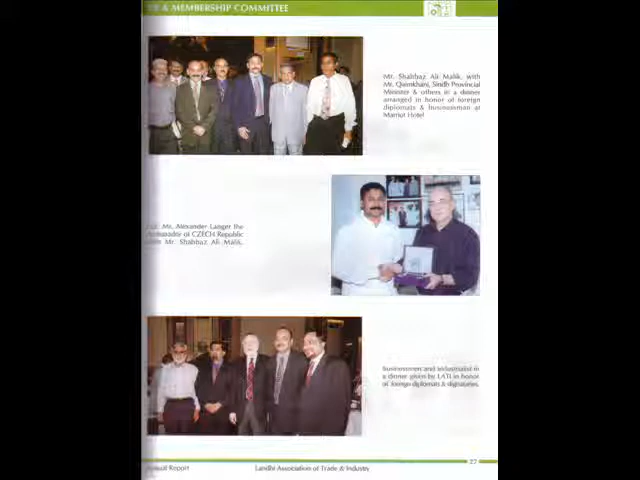 & MEMBERSHIP COMMITTEE
Mr. Shahbaz Ali Malik, with
Mr. Qaimkhani, Sindh Provincial
Minister & others in a dinner
arranged in honor of foreign
diplomats & businessman at
Marriot Hotel
Mr. Alexander Langer the
Ambassador of CZECH Republic
with Mr. Shahbaz Ali Malik.
Businessmen and industrialist in
a dinner given by LATI in honor
of foreign diplomats & dignitaries.
27
Annual Report
Landhi Association of Trade & Industry